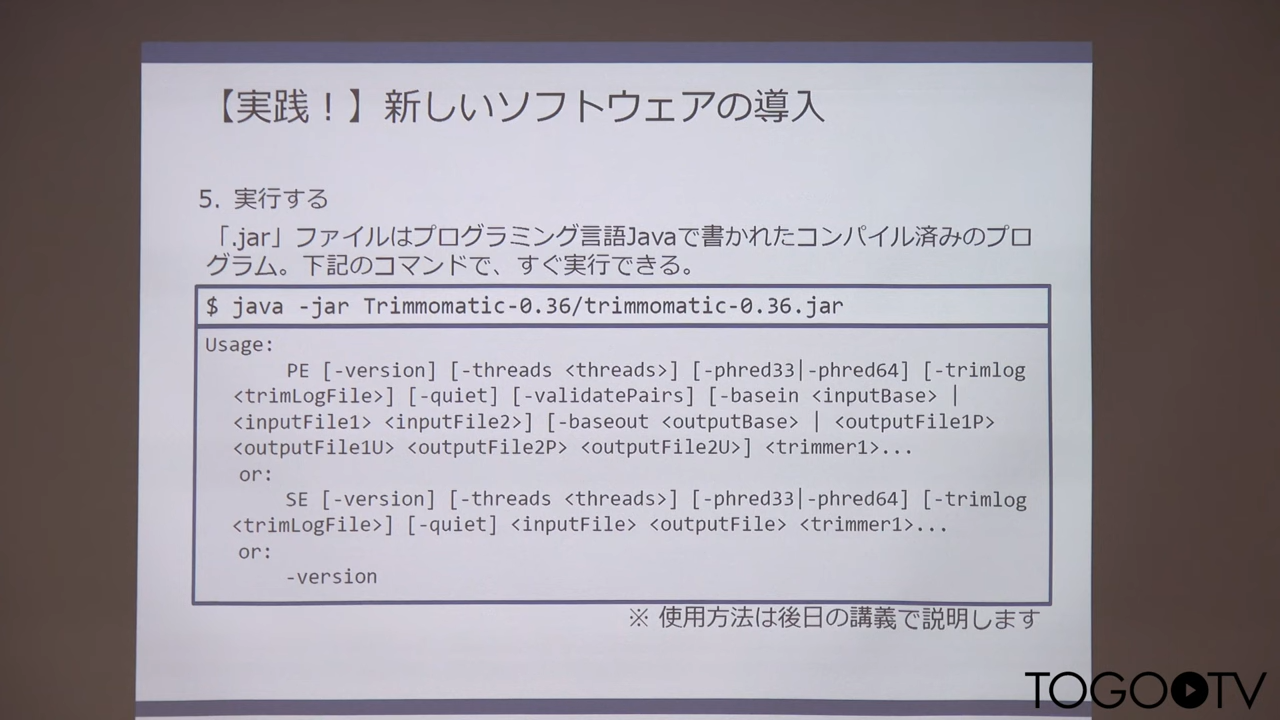 【実践！】新しいソフトウェアの導入
5. 実行する
「.jar」ファイルはプログラミング言語Javaで書かれたコンパイル済みのプロ
グラム。下記のコマンドで、すぐ実行できる。
$ java -jar Trimmomatic-0.36/trimmomatic-0.36.jar
Usage:
PE [-version] [-threads <threads>] [-phred33|-phred64] [-trimlog
<trimLogFile>] [-quiet] [-validatePairs] [-basein <inputBase> |
<inputFile1> <inputFile2>] [-baseout <outputBase> | <outputFile1P>
<outputFile1U> <outputFile2P> <outputFile2U>] <trimmer1>...
or:
SE [-version] [-threads <threads>] [-phred33|-phred64] [-trimlog
<trimLogFile>] [-quiet] <inputFile> <outputFile> <trimmer1>...
or:
-version
※ 使用方法は後日の講義で説明します
TOGOTV